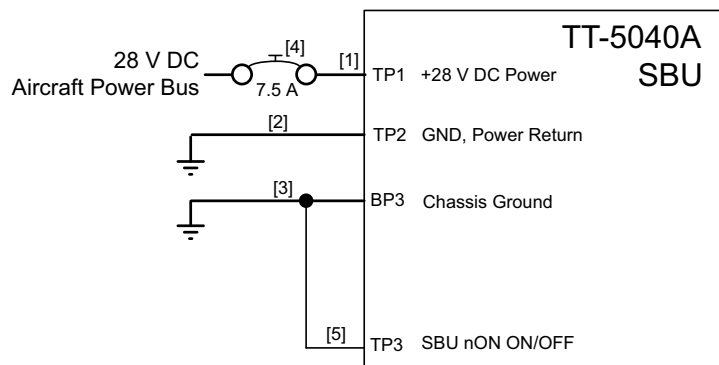 TT-5040A
SBU
28 V DC
Aircraft Power Bus
[4]
7.5 A
[1]
TP1 +28 V DC Power
[2]
TP2 GND, Power Return
[3]
BP3 Chassis Ground
[5]
TP3 SBU nON ON/OFF